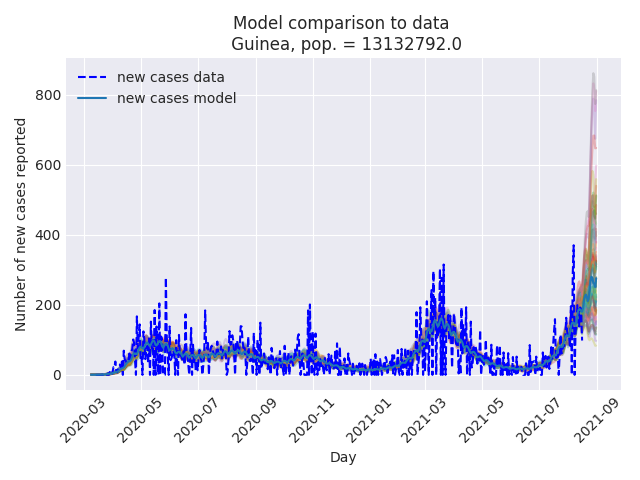 Model comparison to data
Guinea, pop. = 13132792.0
new cases data
new cases model
Number of new cases reported
800
600
400
200
0
2020-03
2020-05
2020-07
2020-09
2020-11
2021-01
2021-03
2021-05
2021-07
2021-09
Day